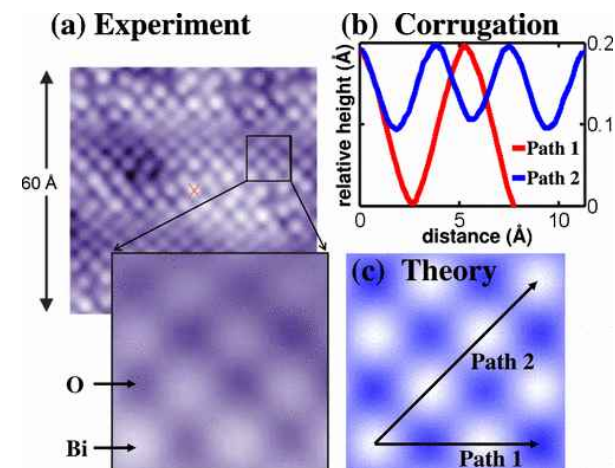 (a) Experiment
60 Å
O
Bi
(b) Corrugation
relative height (Å)
0.2
0.1
0
Path 1
Path 2
0 5 10
distance (Å)
(c) Theory
Path 2
Path 1